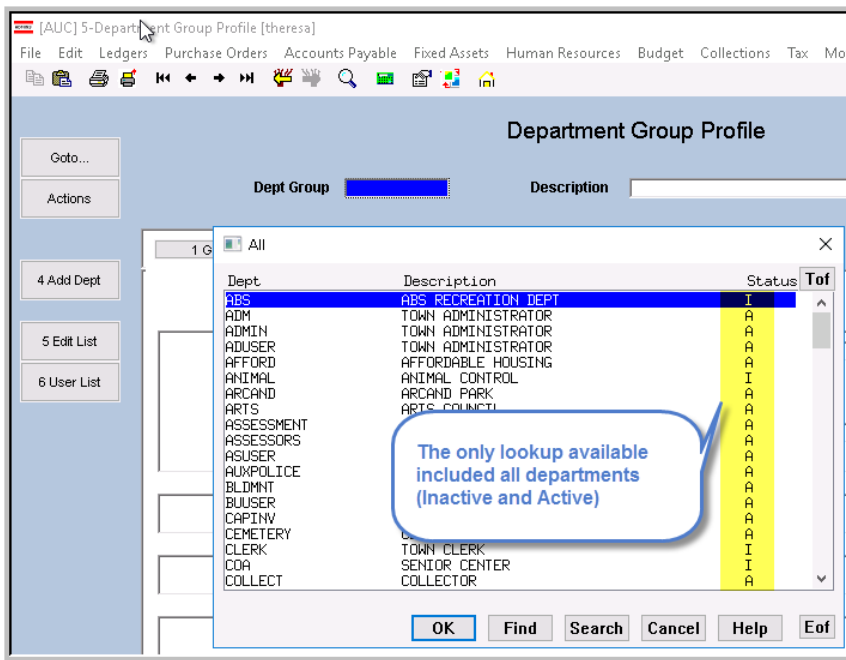 [AUC] 5-Department Group Profile [theresa]
File Edit Ledgers Purchase Orders Accounts Payable Fixed Assets Human Resources Budget Collections Tax Mo
Department Group Profile
Goto...
Dept Group Description
Actions
1 G
All
4 Add Dept
Dept Description Status Tof
ABS ABS RECREATION DEPT I
ADM TOWN ADMINISTRATOR A
ADMIN TOWN ADMINISTRATOR A
ADUSER TOWN ADMINISTRATOR A
5 Edit List
AFFORD AFFORDABLE HOUSING A
ANIMAL ANIMAL CONTROL I
6 User List
ARCAND ARCAND PARK A
ARTS ARTS COUNCIL A
ASSESSMENT A
ASSESSORS A
ASUSER A
AUXPOLICE A
BLDMNT A
BUUSER A
CAPINV A
CEMETERY A
CLERK TOWN CLERK I
COA SENIOR CENTER I
COLLECT COLLECTOR A
The only lookup available
included all departments
(Inactive and Active)
OK Find Search Cancel Help Eof